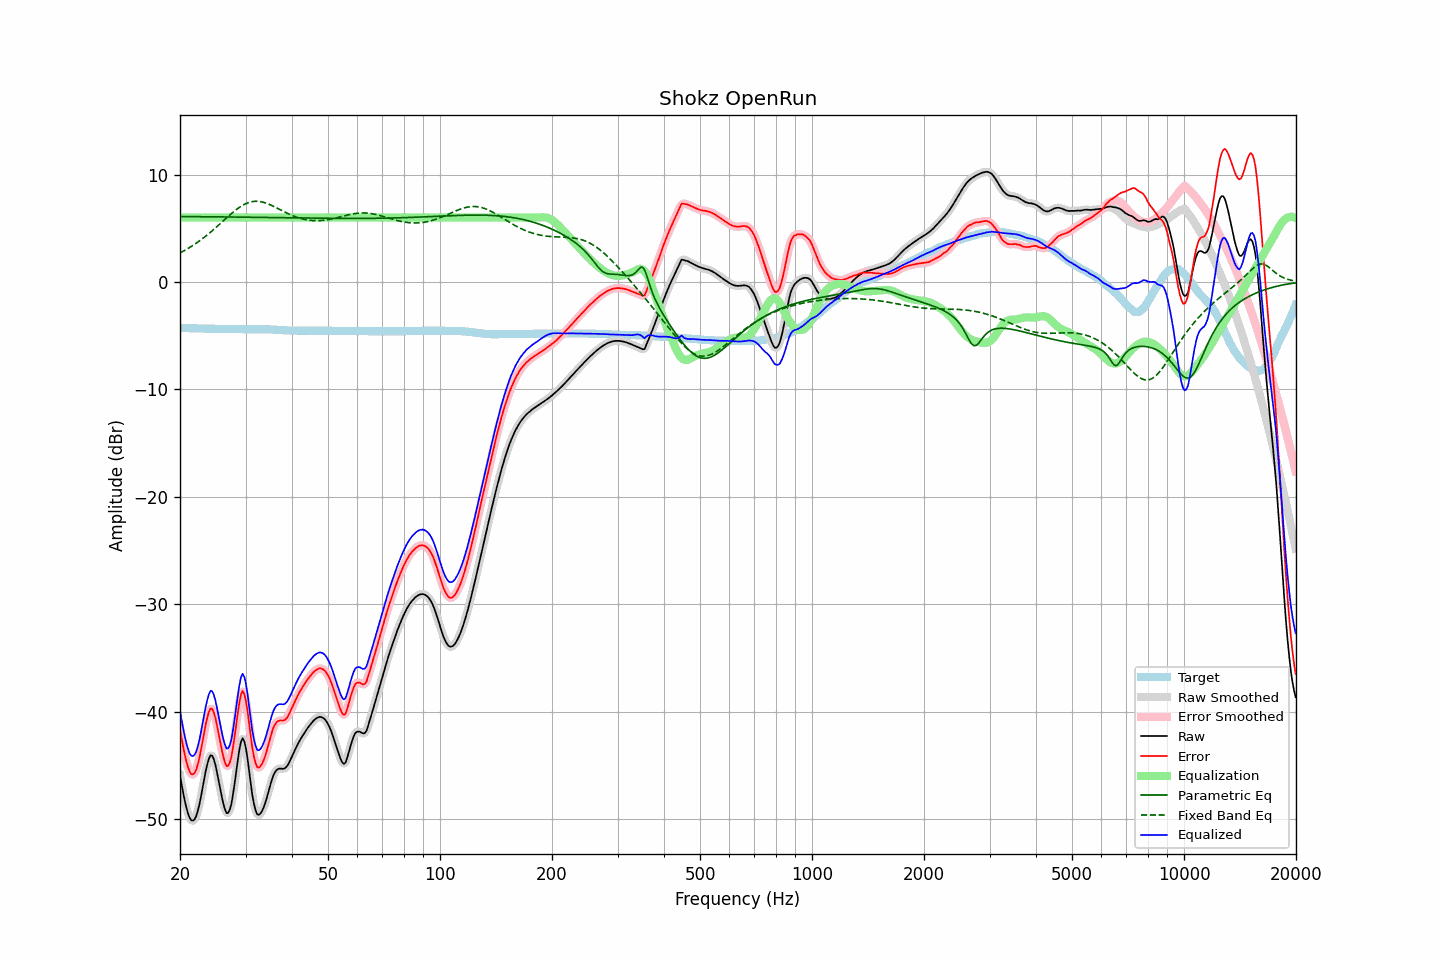 Shokz OpenRun
10
0
−10
−20
−30
−40
−50
Amplitude (dBr)
20
50
100
200
500
1000
2000
5000
10000
20000
Frequency (Hz)
Target
Raw Smoothed
Error Smoothed
Raw
Error
Equalization
Parametric Eq
Fixed Band Eq
Equalized